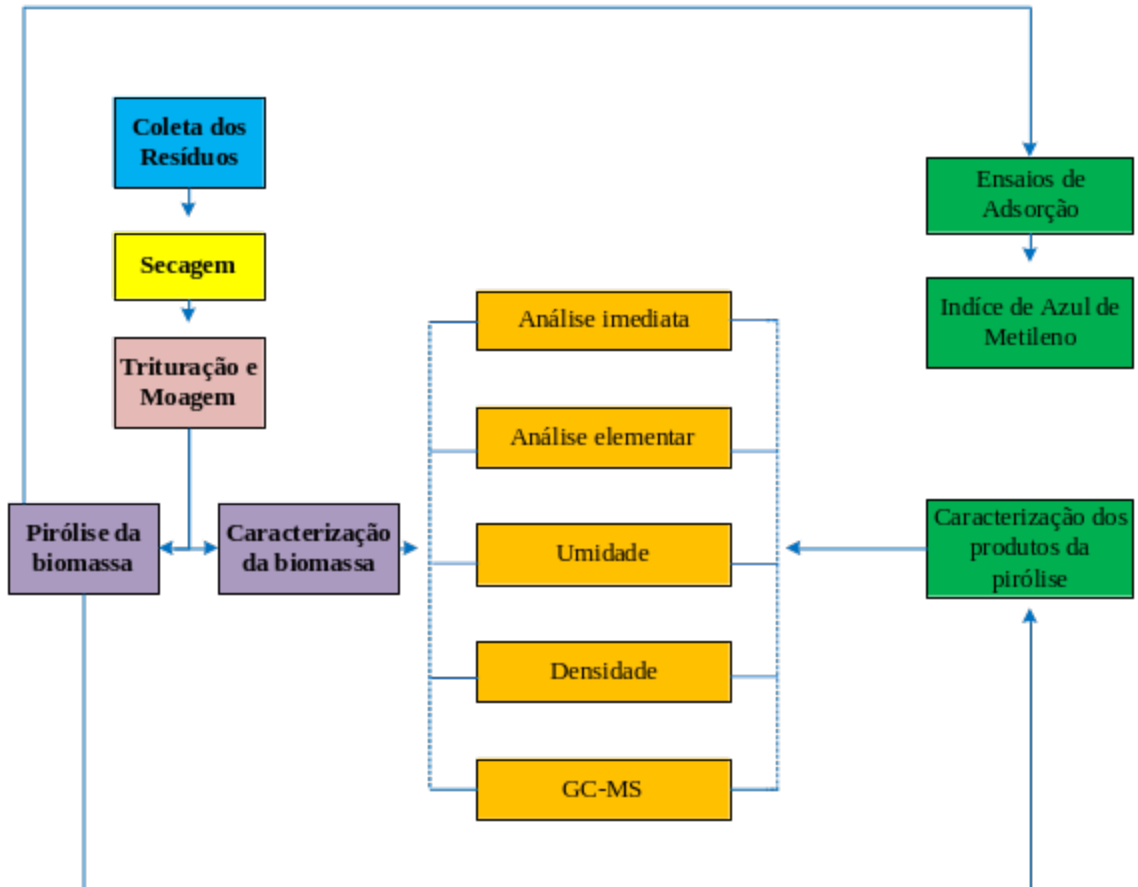 Coleta dos
Resíduos
Secagem
Trituração e
Moagem
Pirólise da
biomassa
Caracterização
da biomassa
Análise imediata
Análise elementar
Umidade
Densidade
GC-MS
Ensaios de
Adsorção
Indíce de Azul de
Metileno
Caracterização dos
produtos da
pirólise